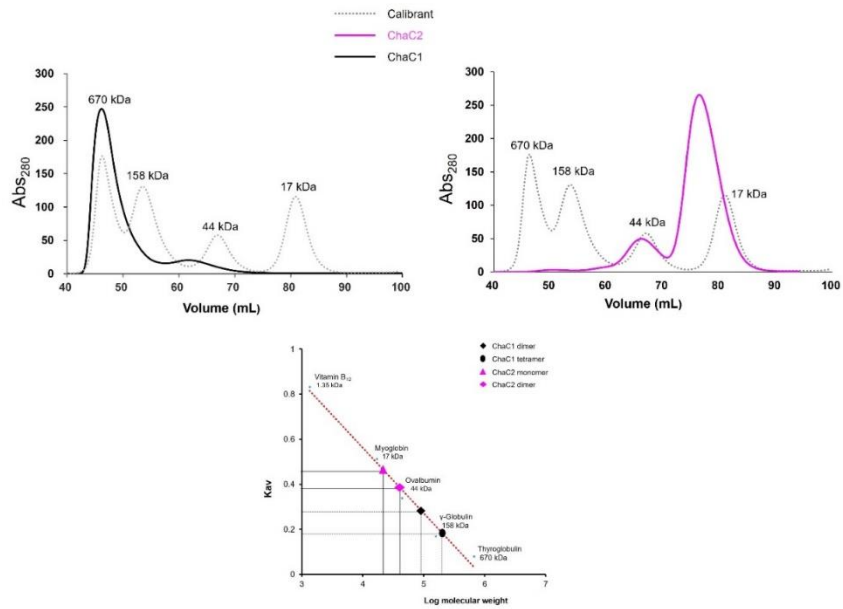 Calibrant
ChaC2
ChaC1
300
250
200
150
100
50
0
Abs280
670 kDa
158 kDa
44 kDa
17 kDa
40 50 60 70 80 90 100
Volume (mL)
300
250
200
150
100
50
0
Abs280
670 kDa
158 kDa
44 kDa
17 kDa
40 50 60 70 80 90 100
Volume (mL)
ChaC1 dimer
ChaC1 tetramer
ChaC2 monomer
ChaC2 dimer
1
0.8
0.6
0.4
0.2
0
Kav
Vitamin B12
1.35 kDa
Myoglobin
17 kDa
Ovalbumin
44 kDa
γ-Globulin
158 kDa
Thyroglobulin
670 kDa
3 4 5 6 7
Log molecular weight